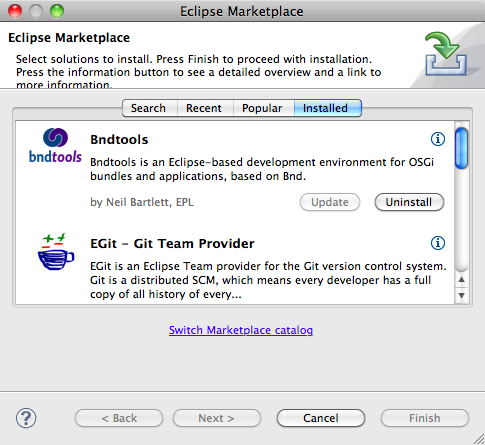 Eclipse Marketplace
Eclipse Marketplace
Select solutions to install. Press Finish to proceed with installation.
Press the information button to see a detailed overview and a link to
more information.
Search Recent Popular Installed
bndtools
Bndtools
Bndtools is an Eclipse-based development environment for OSGi
bundles and applications, based on Bnd.
by Neil Bartlett, EPL Update Uninstall
EGit - Git Team Provider
EGit is an Eclipse Team provider for the Git version control system.
Git is a distributed SCM, which means every developer has a full
copy of all history of every...
Switch Marketplace catalog
? < Back Next > Cancel Finish